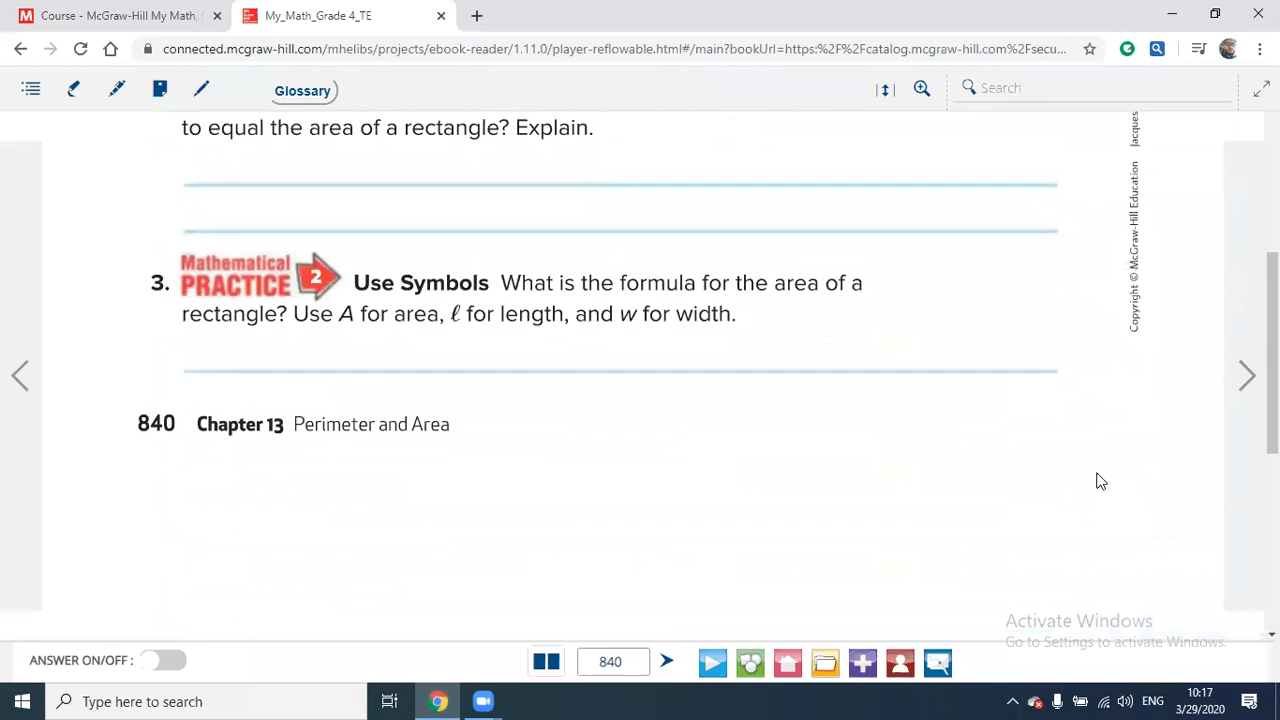 Course - McGraw-Hill My Math,
My_Math_Grade 4_TE
connected.mcgraw-hill.com/mhelibs/projects/ebook-reader/1.11.0/player-reflowable.html#/main?bookUrl=https:%2F%2Fcatalog.mcgraw-hill.com%2Fsecu...
Glossary
Search
to equal the area of a rectangle? Explain.
Copyright © McGraw-Hill Education Jacques
3. Mathematical PRACTICE 2 Use Symbols What is the formula for the area of a
rectangle? Use A for area, ℓ for length, and w for width.
840 Chapter 13 Perimeter and Area
Activate Windows
Go to Settings to activate Windows.
ANSWER ON/OFF :
840
Type here to search
ENG
10:17
3/29/2020